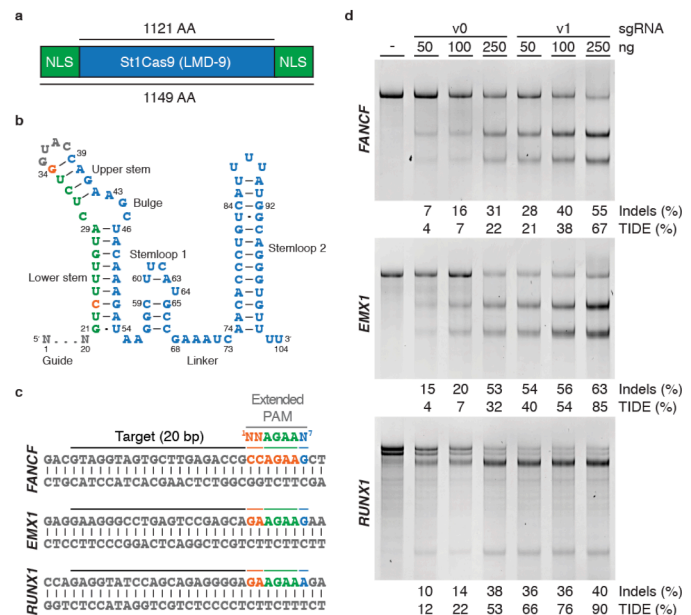 a
1121 AA
NLS
St1Cas9 (LMD-9)
NLS
1149 AA
b
39
34
Upper stem
43
Bulge
29
46
Lower stem
Stemloop 1
60
63
64
59
65
21
54
5' N...N
1
20
Guide
68
GAAAUC
73
Linker
74
84
92
Stemloop 2
UU 3'
104
c
Extended
PAM
Target (20 bp)
1NNAGAAN7
FANCF
GACGTAGGTAGTGCTTGAGACCGCCAGAAGCT
CTGCATCCATCACGAACTCTGGCGGTCTTCGA
EMX1
GAGGAAGGGCCTGAGTCCGAGCAGAAGAAGAA
CTCCTTCCCGGACTCAGGCTCGTCTTCTTCTT
RUNX1
CCAGAGGTATCCAGCAGAGGGGAGAAGAAAGA
GGTCTCCATAGGTCGTCTCCCCTCTTCTTTCT
d
v0 v1 sgRNA
- 50 100 250 50 100 250 ng
FANCF
7 16 31 28 40 55 Indels (%)
4 7 22 21 38 67 TIDE (%)
EMX1
15 20 53 54 56 63 Indels (%)
4 7 32 40 54 85 TIDE (%)
RUNX1
10 14 38 36 36 40 Indels (%)
12 22 53 66 76 90 TIDE (%)